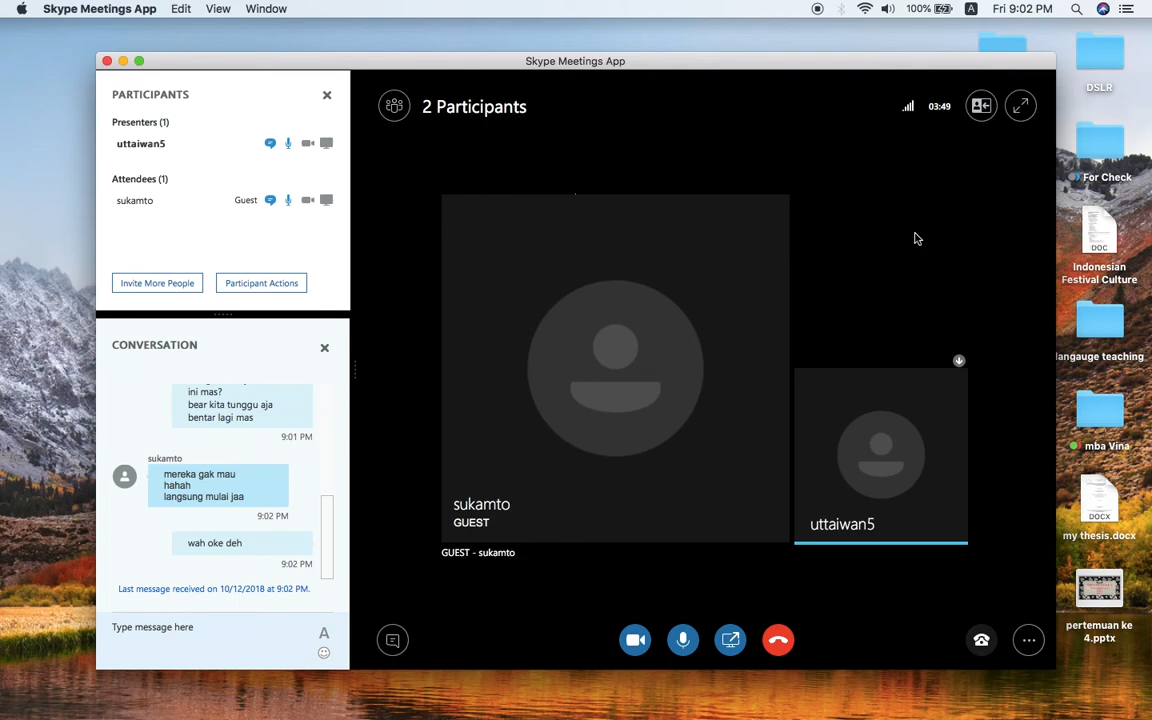 Skype Meetings App Edit View Window 100% A Fri 9:02 PM
Skype Meetings App
PARTICIPANTS
Presenters (1)
uttaiwan5
Attendees (1)
sukamto Guest
Invite More People Participant Actions
CONVERSATION
ini mas?
bear kita tunggu aja
bentar lagi mas
9:01 PM
sukamto
mereka gak mau
hahah
langsung mulai jaa
9:02 PM
wah oke deh
9:02 PM
Last message received on 10/12/2018 at 9:02 PM.
Type message here
A
2 Participants
03:49
sukamto
GUEST
GUEST - sukamto
uttaiwan5
DSLR
For Check
DOC
Indonesian
Festival Culture
langauge teaching
mba Vina
DOCX
my thesis.docx
pertemuan ke
4.pptx